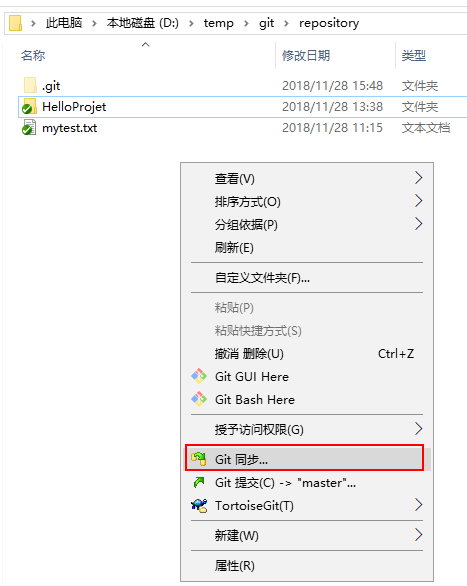 此电脑 > 本地磁盘 (D:) > temp > git > repository
名称 修改日期 类型
.git 2018/11/28 15:48 文件夹
HelloProjet 2018/11/28 13:38 文件夹
mytest.txt 2018/11/28 11:15 文本文档
查看(V)
排序方式(O)
分组依据(P)
刷新(E)
自定义文件夹(F)...
粘贴(P)
粘贴快捷方式(S)
撤消 删除(U) Ctrl+Z
Git GUI Here
Git Bash Here
授予访问权限(G)
Git 同步...
Git 提交(C) -> "master"...
TortoiseGit(T)
新建(W)
属性(R)